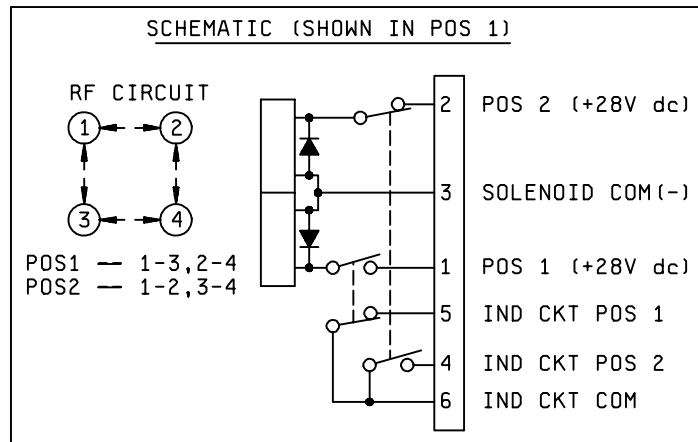 SCHEMATIC (SHOWN IN POS 1)
RF CIRCUIT
1 2
3 4
POS1 — 1-3,2-4
POS2 — 1-2,3-4
2 POS 2 (+28V dc)
3 SOLENOID COM(-)
1 POS 1 (+28V dc)
5 IND CKT POS 1
4 IND CKT POS 2
6 IND CKT COM